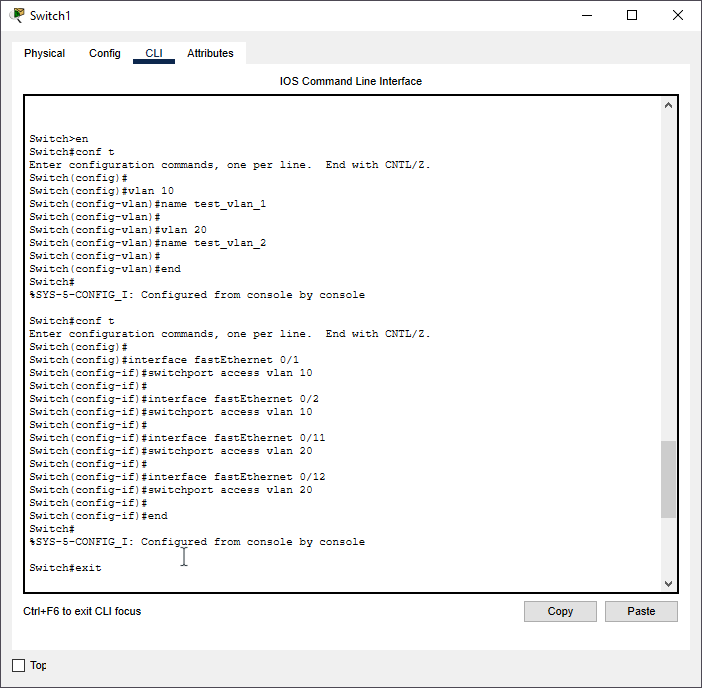 Switch1
Physical Config CLI Attributes
IOS Command Line Interface
Switch>en
Switch#conf t
Enter configuration commands, one per line.  End with CNTL/Z.
Switch(config)#
Switch(config)#vlan 10
Switch(config-vlan)#name test_vlan_1
Switch(config-vlan)#
Switch(config-vlan)#vlan 20
Switch(config-vlan)#name test_vlan_2
Switch(config-vlan)#
Switch(config-vlan)#end
Switch#
%SYS-5-CONFIG_I: Configured from console by console
Switch#conf t
Enter configuration commands, one per line.  End with CNTL/Z.
Switch(config)#
Switch(config)#interface fastEthernet 0/1
Switch(config-if)#switchport access vlan 10
Switch(config-if)#
Switch(config-if)#interface fastEthernet 0/2
Switch(config-if)#switchport access vlan 10
Switch(config-if)#
Switch(config-if)#interface fastEthernet 0/11
Switch(config-if)#switchport access vlan 20
Switch(config-if)#
Switch(config-if)#interface fastEthernet 0/12
Switch(config-if)#switchport access vlan 20
Switch(config-if)#
Switch(config-if)#end
Switch#
%SYS-5-CONFIG_I: Configured from console by console
Switch#exit
Ctrl+F6 to exit CLI focus Copy Paste
Top